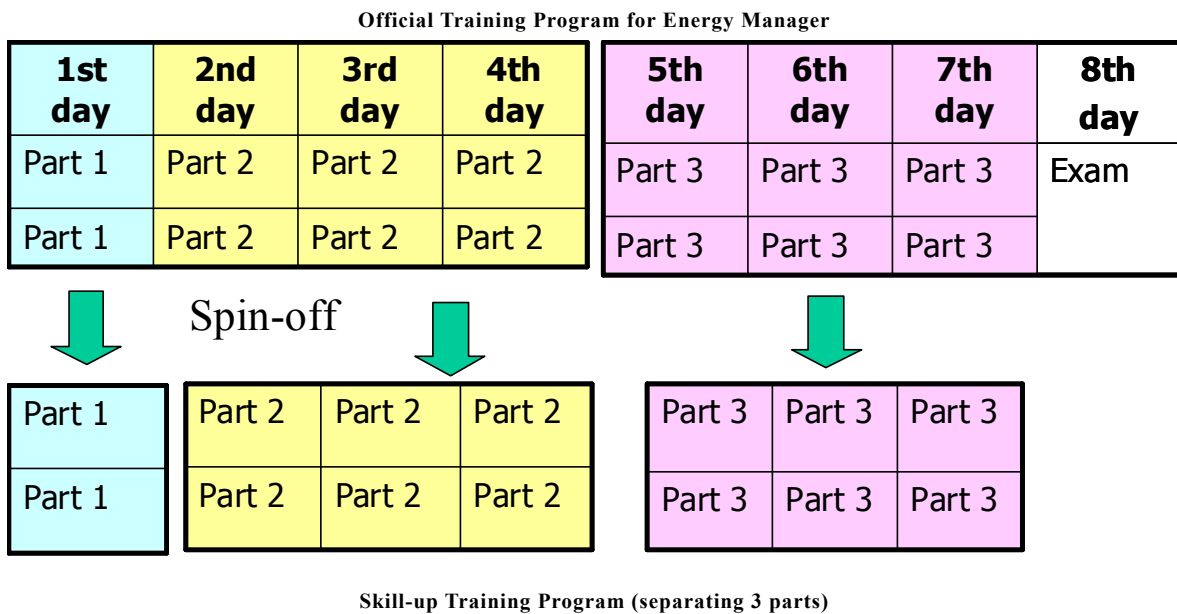 Official Training Program for Energy Manager
1st day 2nd day 3rd day 4th day 5th day 6th day 7th day 8th day
Part 1 Part 2 Part 2 Part 2 Part 3 Part 3 Part 3 Exam
Part 1 Part 2 Part 2 Part 2 Part 3 Part 3 Part 3
Spin-off
Part 1 Part 2 Part 2 Part 2 Part 3 Part 3 Part 3
Part 1 Part 2 Part 2 Part 2 Part 3 Part 3 Part 3
Skill-up Training Program (separating 3 parts)